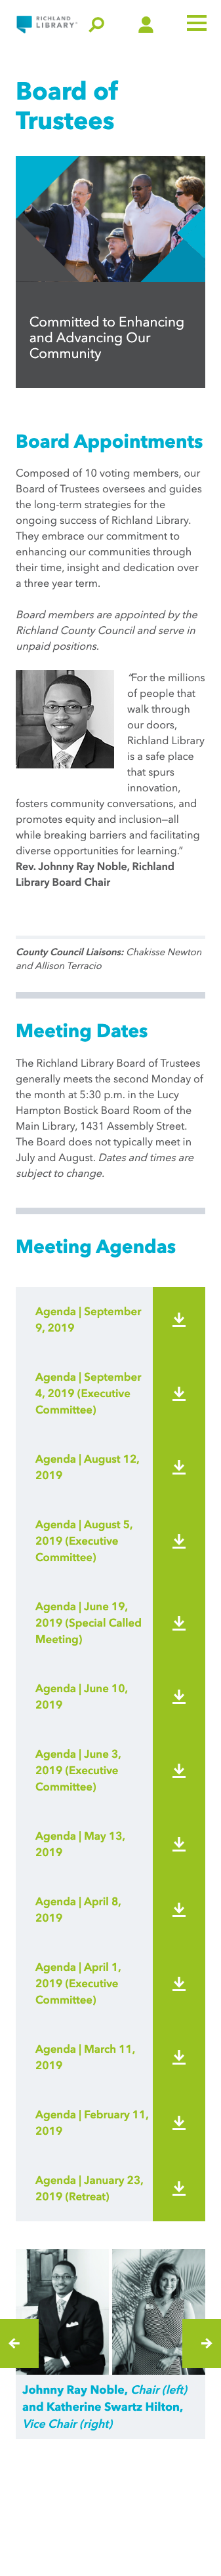 RICHLAND
LIBRARY
Board of
Trustees
Committed to Enhancing
and Advancing Our
Community
Board Appointments
Composed of 10 voting members, our
Board of Trustees oversees and guides
the long-term strategies for the
ongoing success of Richland Library.
They embrace our commitment to
enhancing our communities through
their time, insight and dedication over
a three year term.
Board members are appointed by the
Richland County Council and serve in
unpaid positions.
“For the millions
of people that
walk through
our doors,
Richland Library
is a safe place
that spurs
innovation,
fosters community conversations, and
promotes equity and inclusion—all
while breaking barriers and facilitating
diverse opportunities for learning.”
Rev. Johnny Ray Noble, Richland
Library Board Chair
County Council Liaisons: Chakisse Newton
and Allison Terracio
Meeting Dates
The Richland Library Board of Trustees
generally meets the second Monday of
the month at 5:30 p.m. in the Lucy
Hampton Bostick Board Room of the
Main Library, 1431 Assembly Street.
The Board does not typically meet in
July and August. Dates and times are
subject to change.
Meeting Agendas
Agenda | September
9, 2019
Agenda | September
4, 2019 (Executive
Committee)
Agenda | August 12,
2019
Agenda | August 5,
2019 (Executive
Committee)
Agenda | June 19,
2019 (Special Called
Meeting)
Agenda | June 10,
2019
Agenda | June 3,
2019 (Executive
Committee)
Agenda | May 13,
2019
Agenda | April 8,
2019
Agenda | April 1,
2019 (Executive
Committee)
Agenda | March 11,
2019
Agenda | February 11,
2019
Agenda | January 23,
2019 (Retreat)
Johnny Ray Noble, Chair (left)
and Katherine Swartz Hilton,
Vice Chair (right)